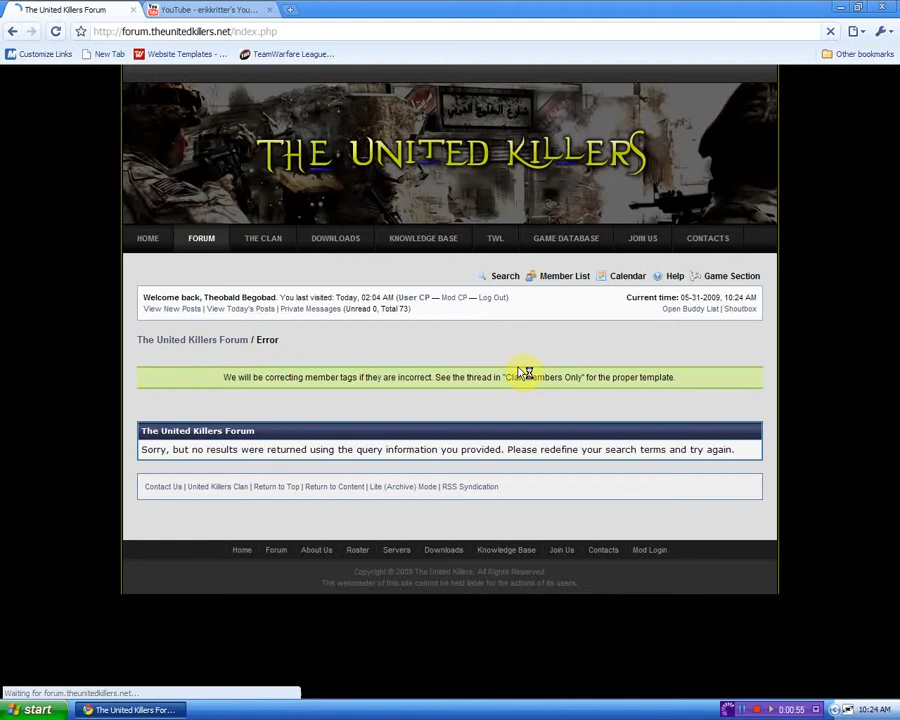 The United Killers Forum
YouTube - erikkritter's You...
http://forum.theunitedkillers.net/index.php
Customize Links
New Tab
Website Templates - ...
TeamWarfare League...
Other bookmarks
THE UNITED KILLERS
HOME
FORUM
THE CLAN
DOWNLOADS
KNOWLEDGE BASE
TWL
GAME DATABASE
JOIN US
CONTACTS
Search
Member List
Calendar
Help
Game Section
Welcome back, Theobald Begobad. You last visited: Today, 02:04 AM (User CP — Mod CP — Log Out)
Current time: 05-31-2009, 10:24 AM
View New Posts | View Today's Posts | Private Messages (Unread 0, Total 73)
Open Buddy List | Shoutbox
The United Killers Forum / Error
We will be correcting member tags if they are incorrect. See the thread in "Clan Members Only" for the proper template.
The United Killers Forum
Sorry, but no results were returned using the query information you provided. Please redefine your search terms and try again.
Contact Us | United Killers Clan | Return to Top | Return to Content | Lite (Archive) Mode | RSS Syndication
Home
Forum
About Us
Roster
Servers
Downloads
Knowledge Base
Join Us
Contacts
Mod Login
Copyright © 2009 The United Killers. All Rights Reserved.
The webmaster of this site cannot be held later for the actions of its users.
Waiting for forum.theunitedkillers.net...
start
The United Killers For...
0:00:55
10:24 AM